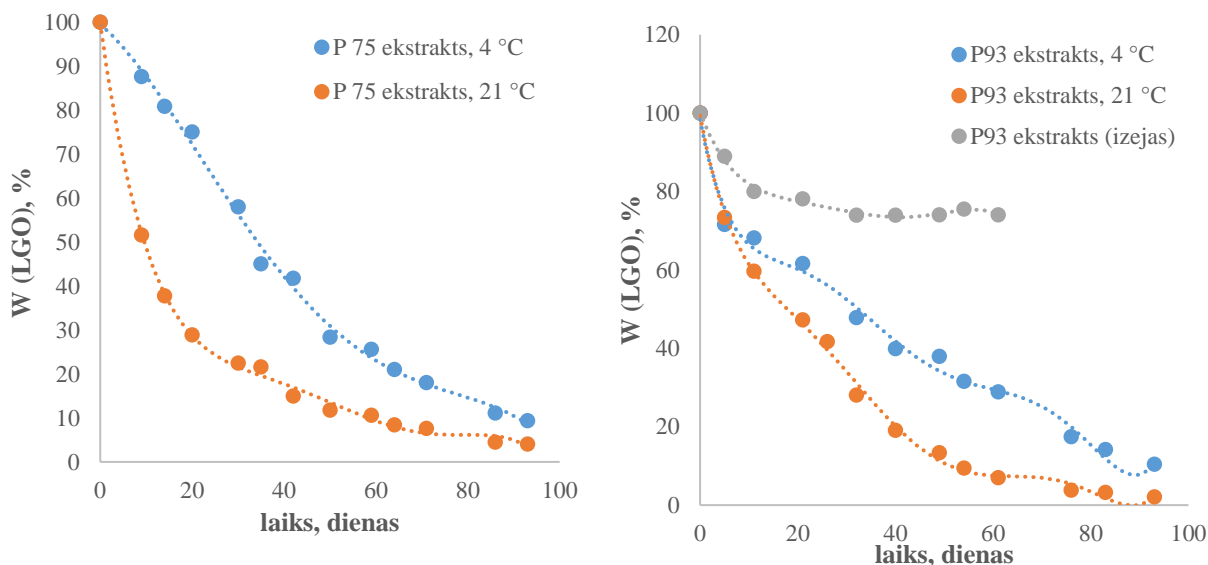 100
90
80
70
60
50
40
30
20
10
0
W (LGO), %
P 75 ekstrakts, 4 °C
P 75 ekstrakts, 21 °C
0 20 40 60 80 100
laiks, dienas
120
100
80
60
40
20
0
W (LGO), %
P93 ekstrakts, 4 °C
P93 ekstrakts, 21 °C
P93 ekstrakts (izejas)
0 20 40 60 80 100
laiks, dienas